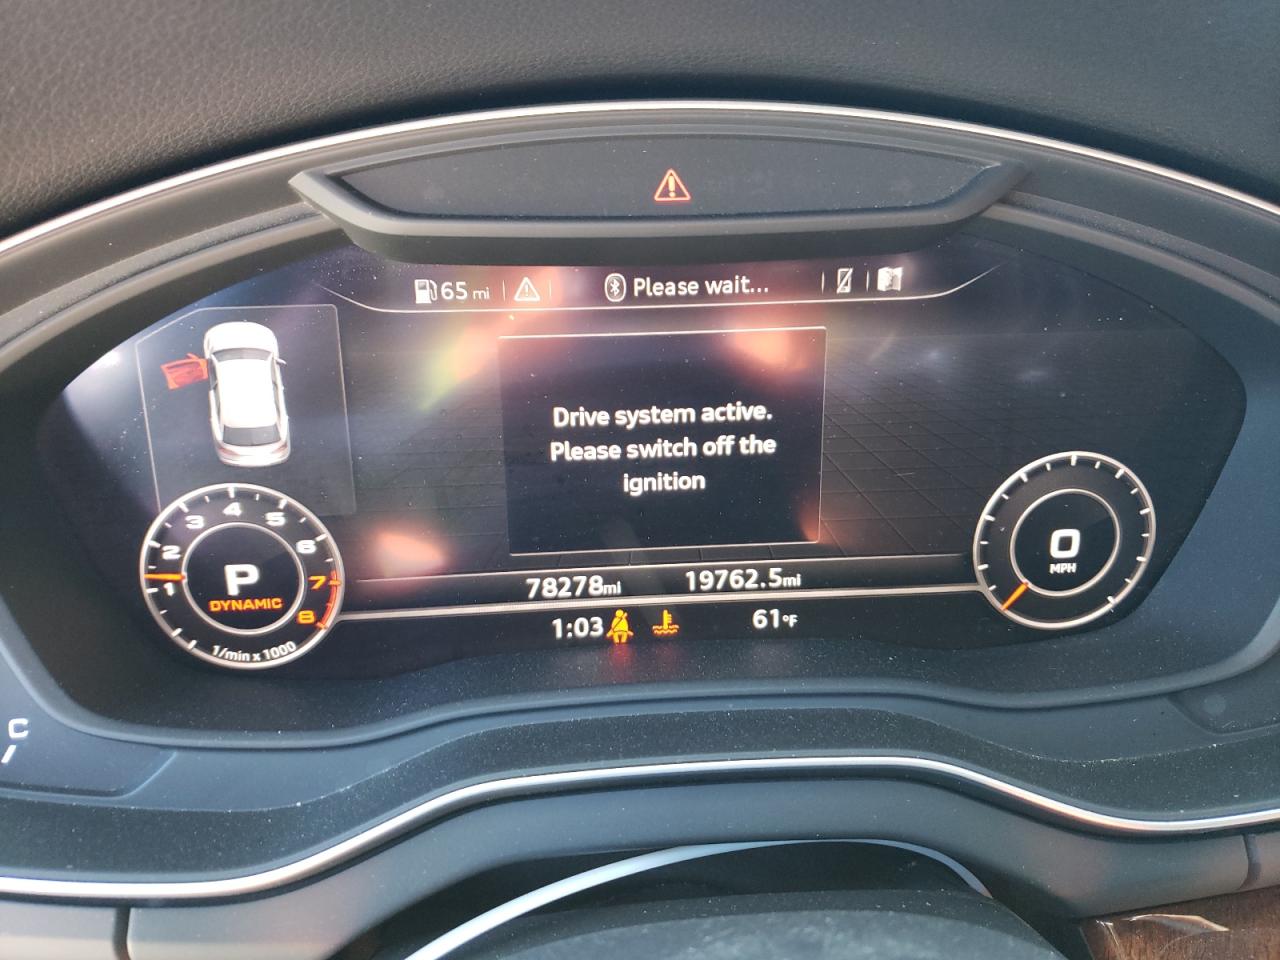 65 mi
Please wait...
Drive system active.
Please switch off the
ignition
1 2 3 4 5 6 7 8
P
DYNAMIC
1/min x 1000
0
MPH
78278mi
19762.5mi
1:03
61°F
C